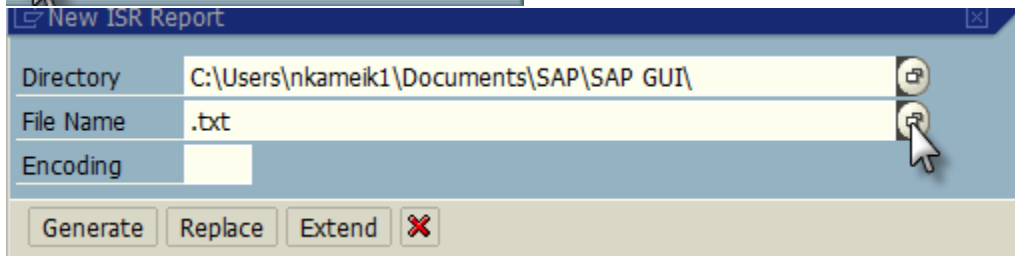 New ISR Report
Directory C:\Users\nkameik1\Documents\SAP\SAP GUI\
File Name .txt
Encoding
Generate Replace Extend